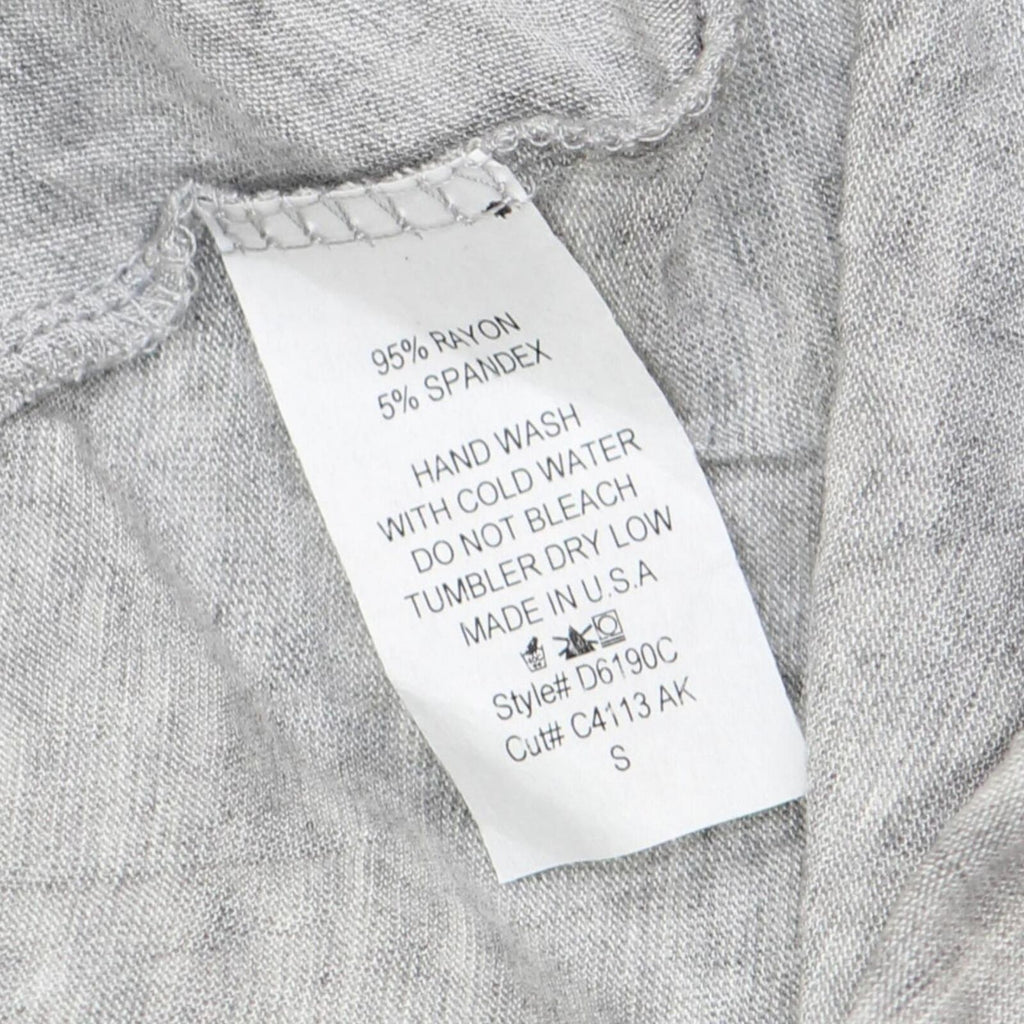 95% RAYON
5% SPANDEX
HAND WASH
WITH COLD WATER
DO NOT BLEACH
TUMBLER DRY LOW
MADE IN U.S.A
Style# D6190C
Cut# C4113 AK
S